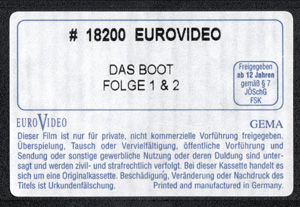 # 18200 EUROVIDEO
DAS BOOT
FOLGE 1 & 2
Freigegeben
ab 12 Jahren
gemäß § 7
JÖSchG
FSK
EUROVIDEO GEMA
Dieser Film ist nur für private, nicht kommerzielle Vorführung freigegeben.
Überspielung, Tausch oder Vervielfältigung, öffentliche Vorführung und
Sendung oder sonstige gewerbliche Nutzung oder deren Duldung sind unter-
sagt und werden zivil- und strafrechtlich verfolgt. Bei dieser Kassette handelt es
sich um eine Originalkassette. Beschädigung, Veränderung oder Nachdruck des
Titels ist Urkundenfälschung. Printed and manufactured in Germany.